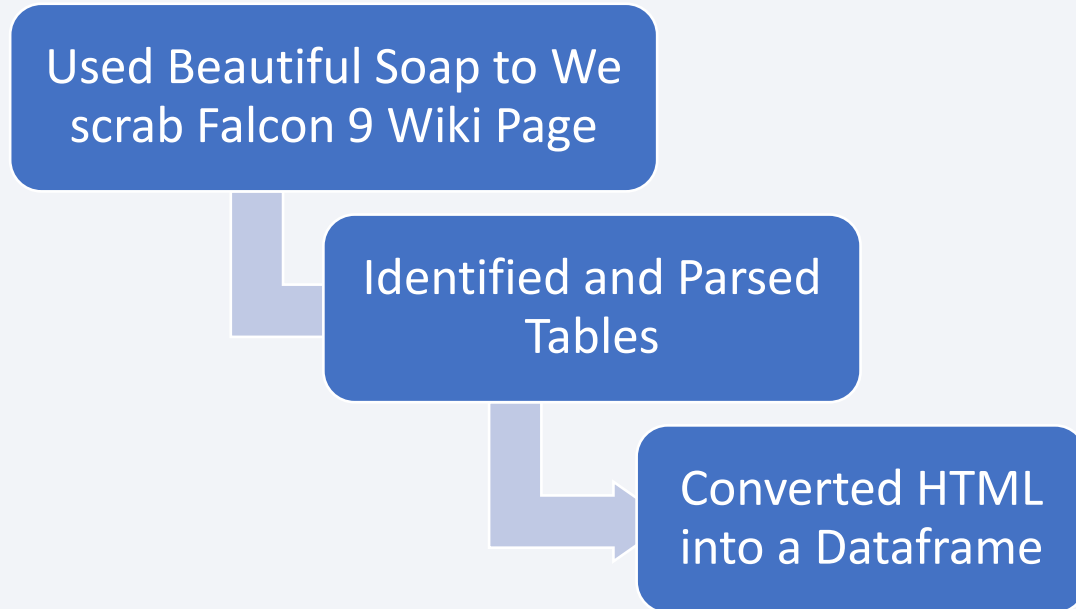 Used Beautiful Soap to We
scrab Falcon 9 Wiki Page
Identified and Parsed
Tables
Converted HTML
into a Dataframe